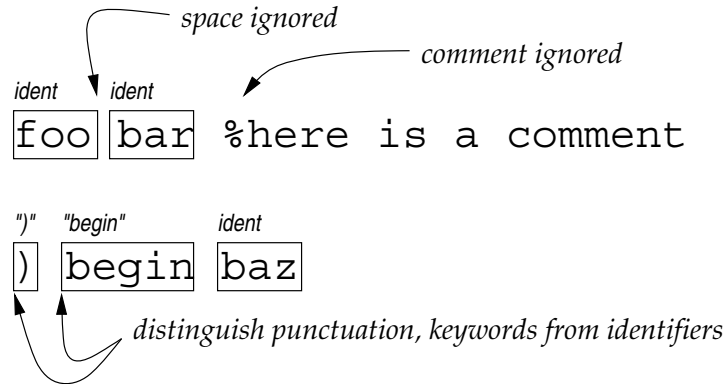 space ignored
comment ignored
ident ident
foo bar %here is a comment
")" "begin" ident
) begin baz
distinguish punctuation, keywords from identifiers